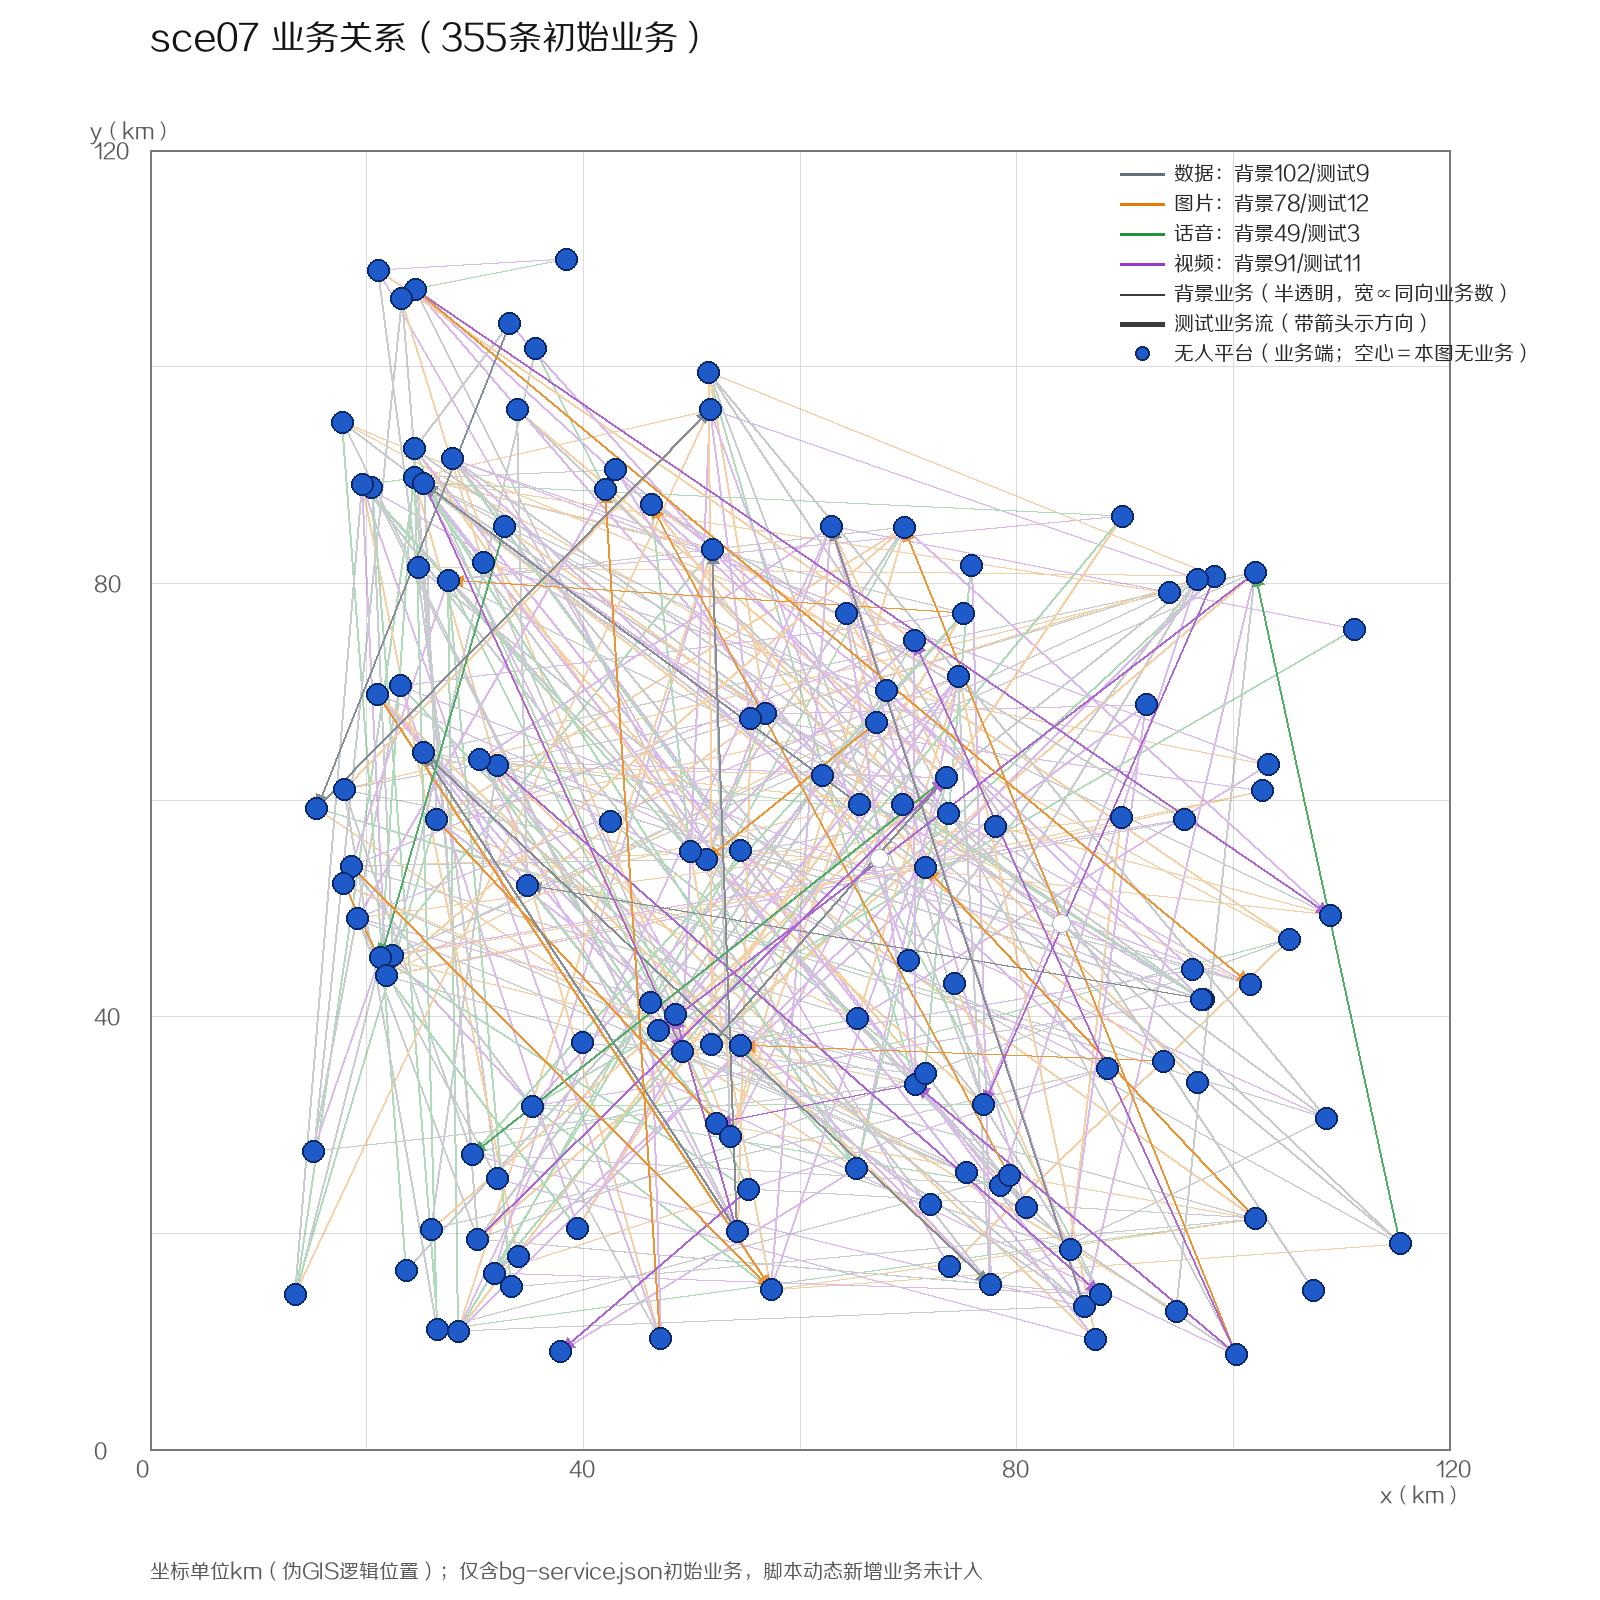 sce07 业务关系（355条初始业务）
y（km）
120
80
40
0
0
40
80
120
x（km）
数据：背景102/测试9
图片：背景78/测试12
话音：背景49/测试3
视频：背景91/测试11
背景业务（半透明，宽∝同向业务数）
测试业务流（带箭头示方向）
无人平台（业务端；空心＝本图无业务）
坐标单位km（伪GIS逻辑位置）；仅含bg-service.json初始业务，脚本动态新增业务未计入